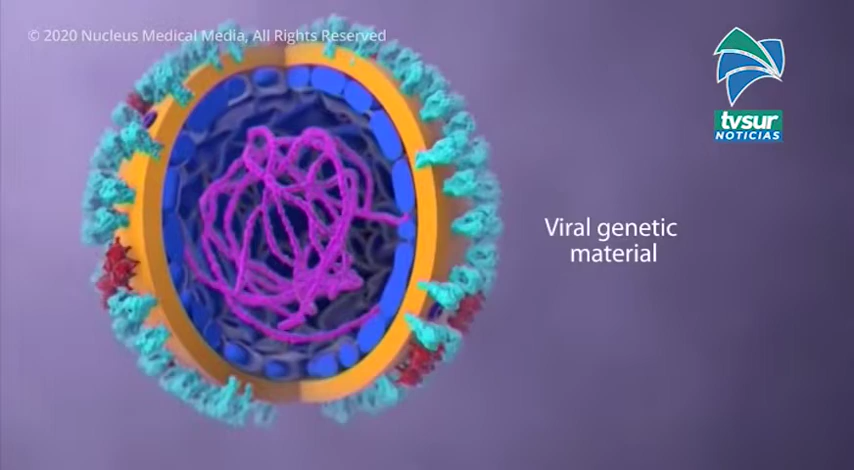 © 2020 Nucleus Medical Media, All Rights Reserved
tvsur
NOTICIAS
Viral genetic
material